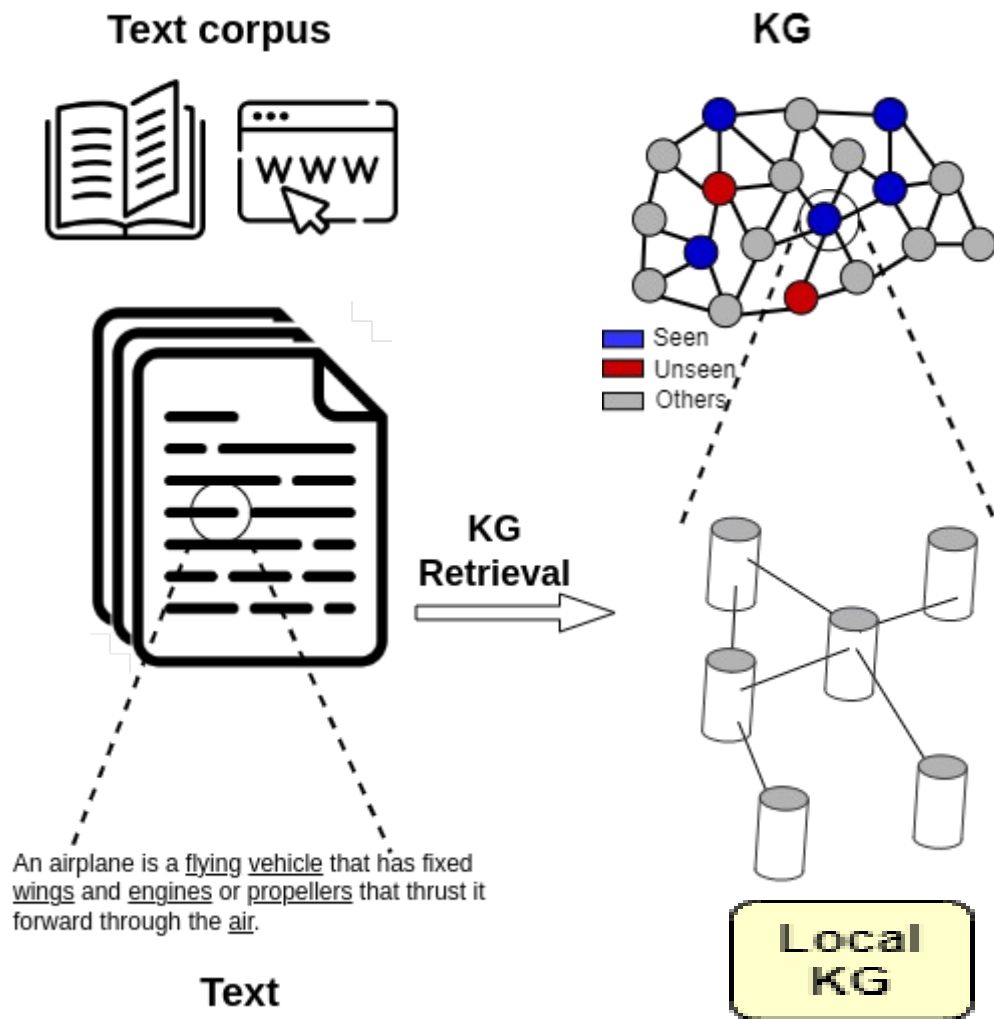 Text corpus
KG
W W W
Seen
Unseen
Others
KG
Retrieval
An airplane is a flying vehicle that has fixed
wings and engines or propellers that thrust it
forward through the air.
Text
Local
KG